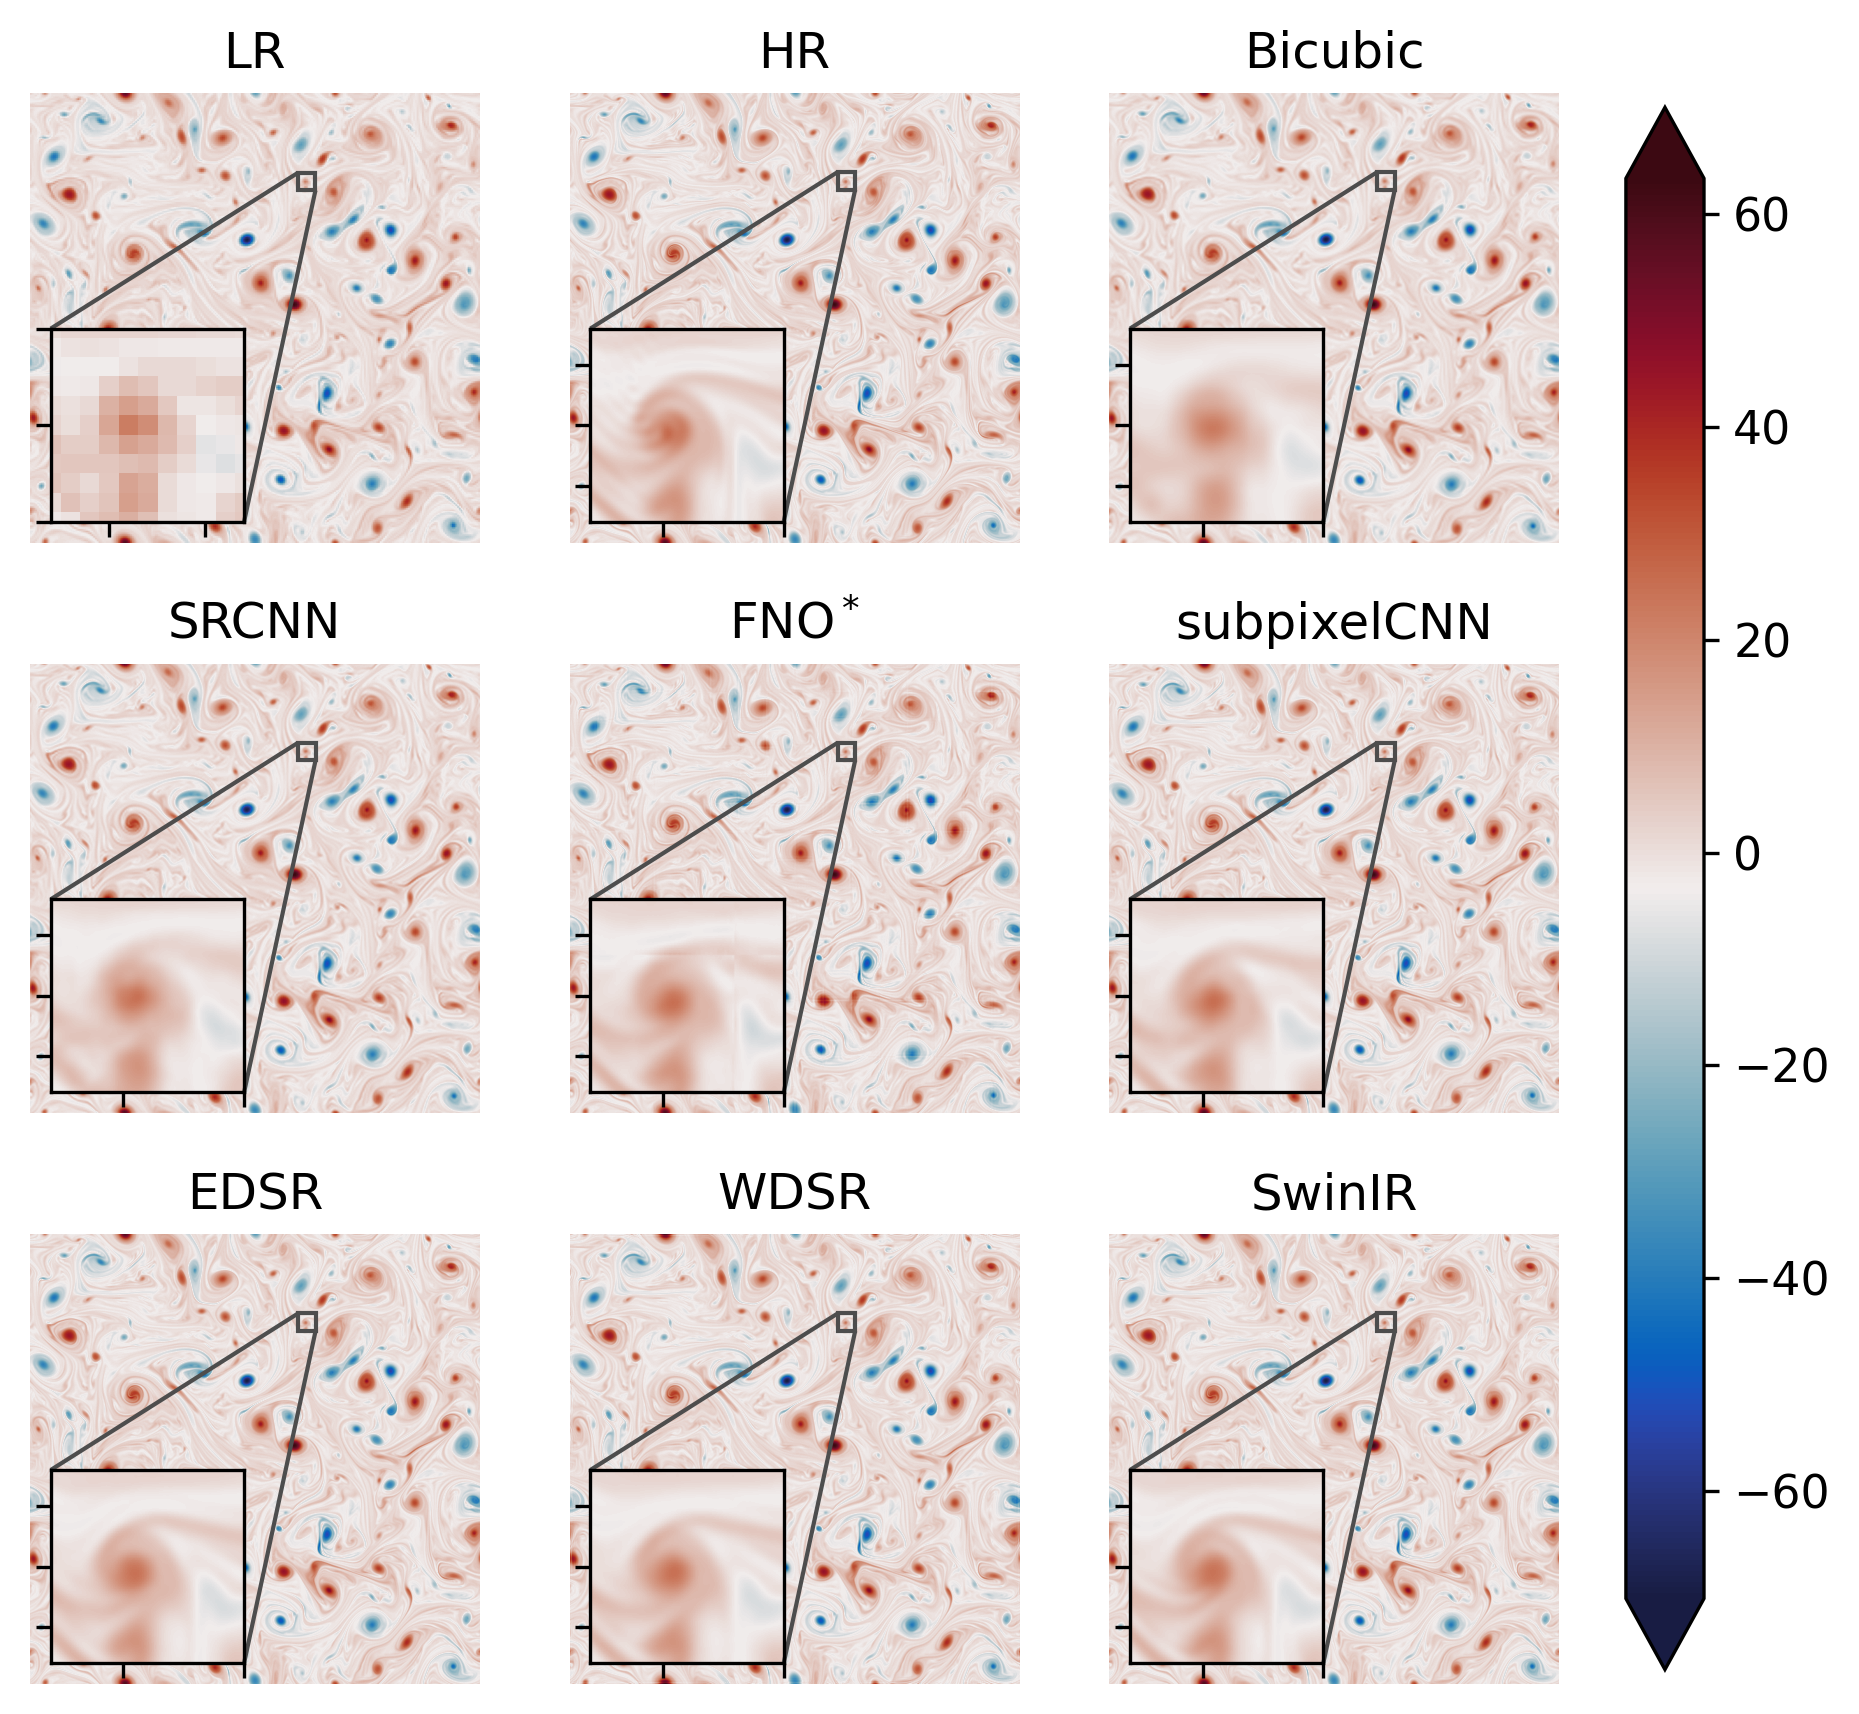 LR
HR
Bicubic
SRCNN
FNO*
subpixelCNN
EDSR
WDSR
SwinIR
60
40
20
0
−20
−40
−60